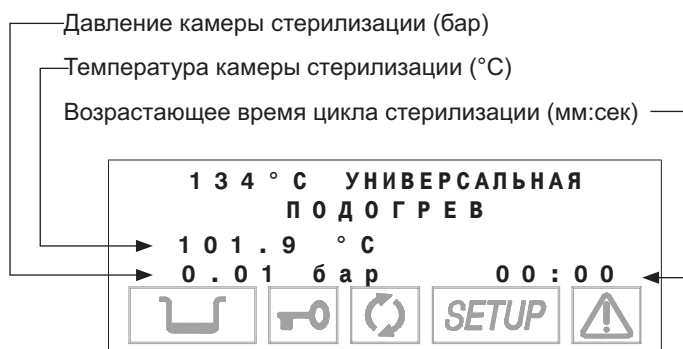 Давление камеры стерилизации (бар)
Температура камеры стерилизации (°C)
Возрастающее время цикла стерилизации (мм:сек)
134°C УНИВЕРСАЛЬНАЯ
ПОДОГРЕВ
101.9 °C
0.01 бар 00:00
SETUP